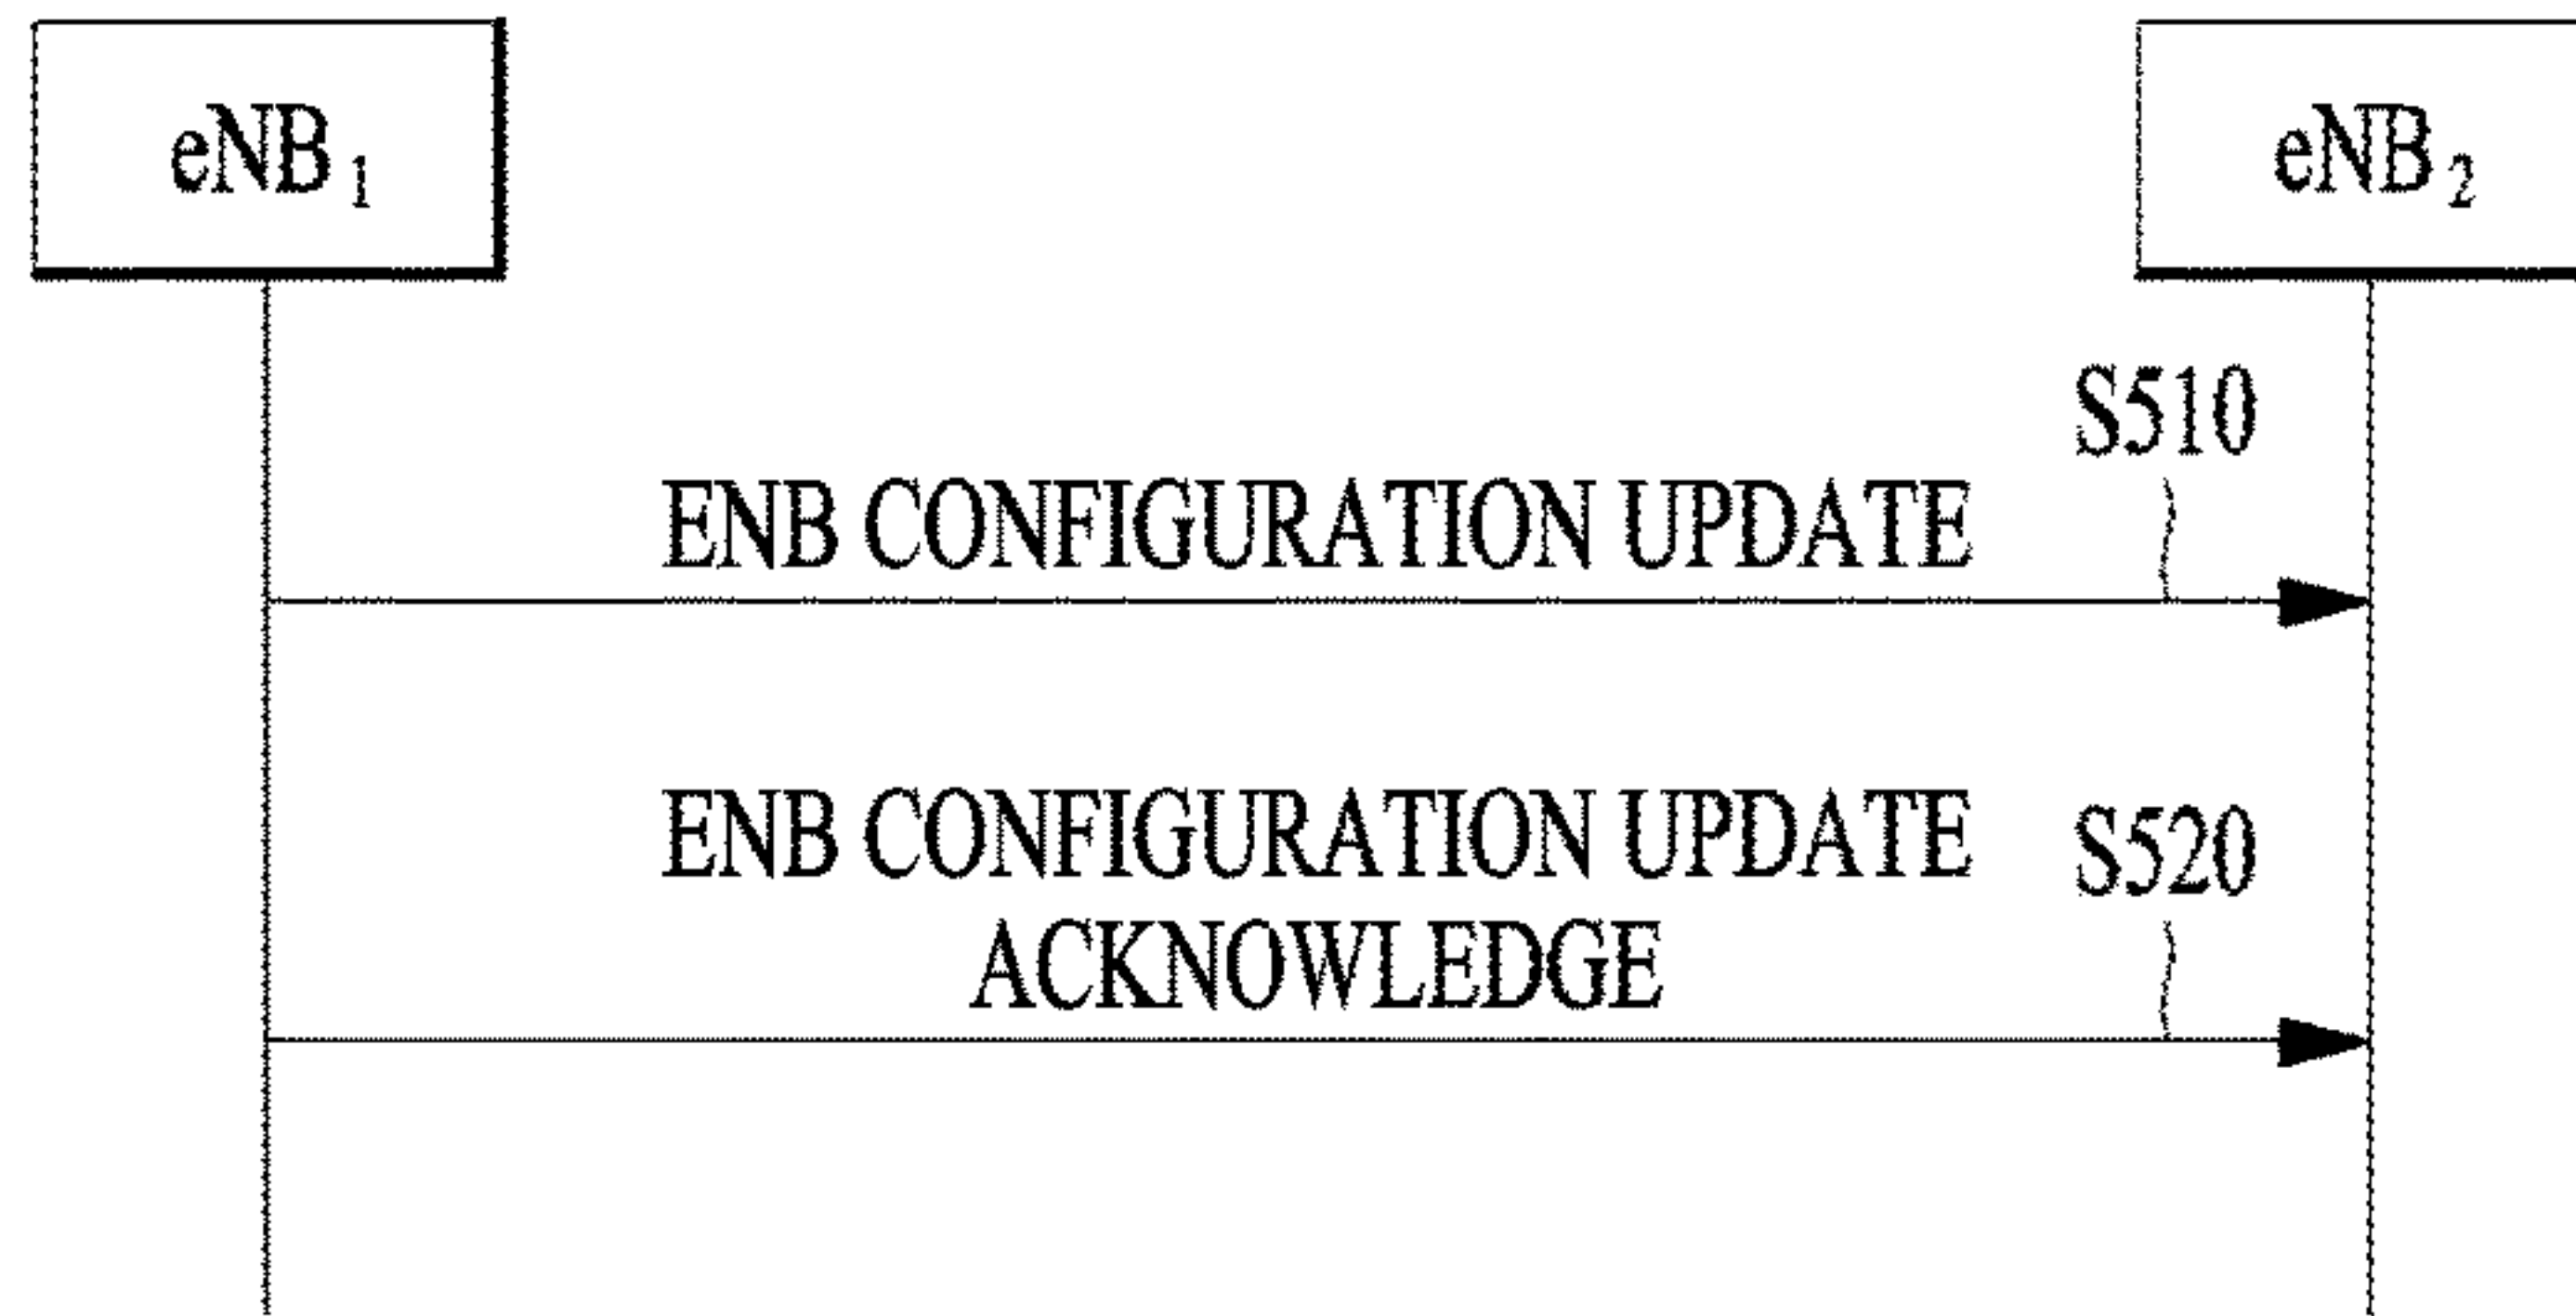 eNB1
eNB2
S510
ENB CONFIGURATION UPDATE
ENB CONFIGURATION UPDATE
S520
ACKNOWLEDGE